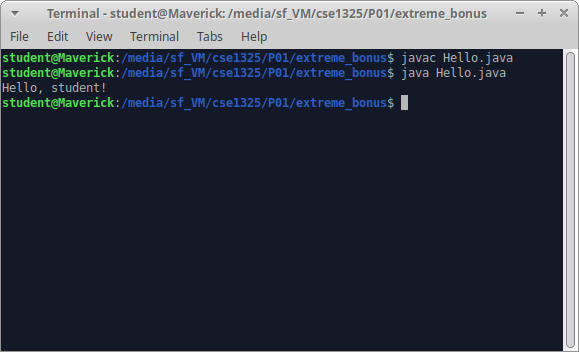 Terminal - student@Maverick: /media/sf_VM/cse1325/P01/extreme_bonus
File Edit View Terminal Tabs Help
student@Maverick:/media/sf_VM/cse1325/P01/extreme_bonus$ javac Hello.java
student@Maverick:/media/sf_VM/cse1325/P01/extreme_bonus$ java Hello.java
Hello, student!
student@Maverick:/media/sf_VM/cse1325/P01/extreme_bonus$